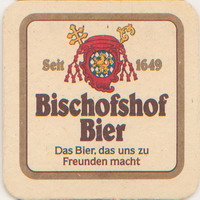 Seit 1649
Bischofshof
Bier
Das Bier, das uns zu
Freunden macht